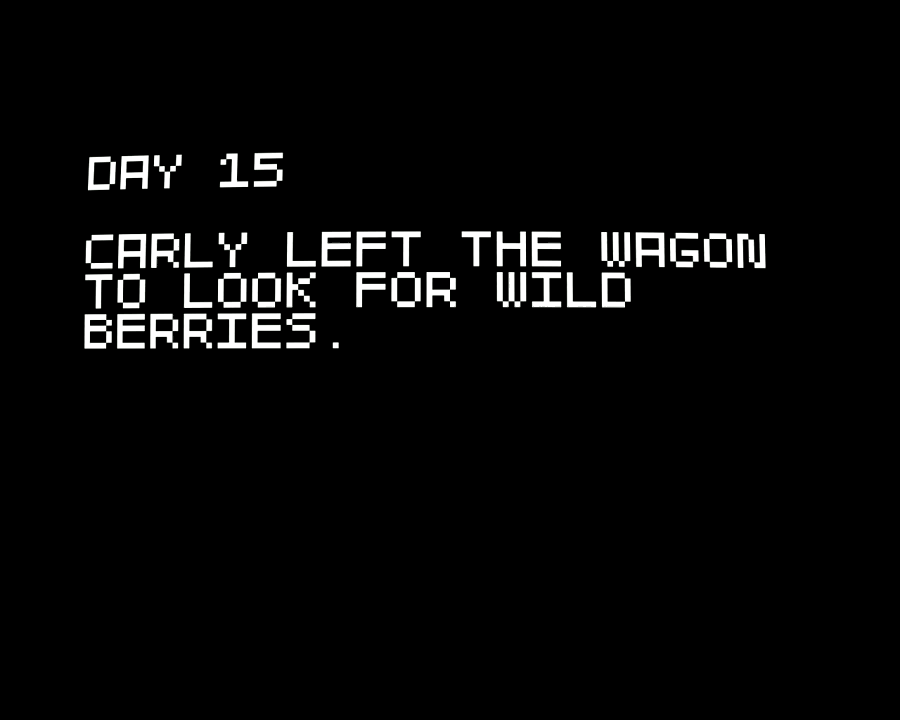 DAY 15
CARLY LEFT THE WAGON
TO LOOK FOR WILD
BERRIES.